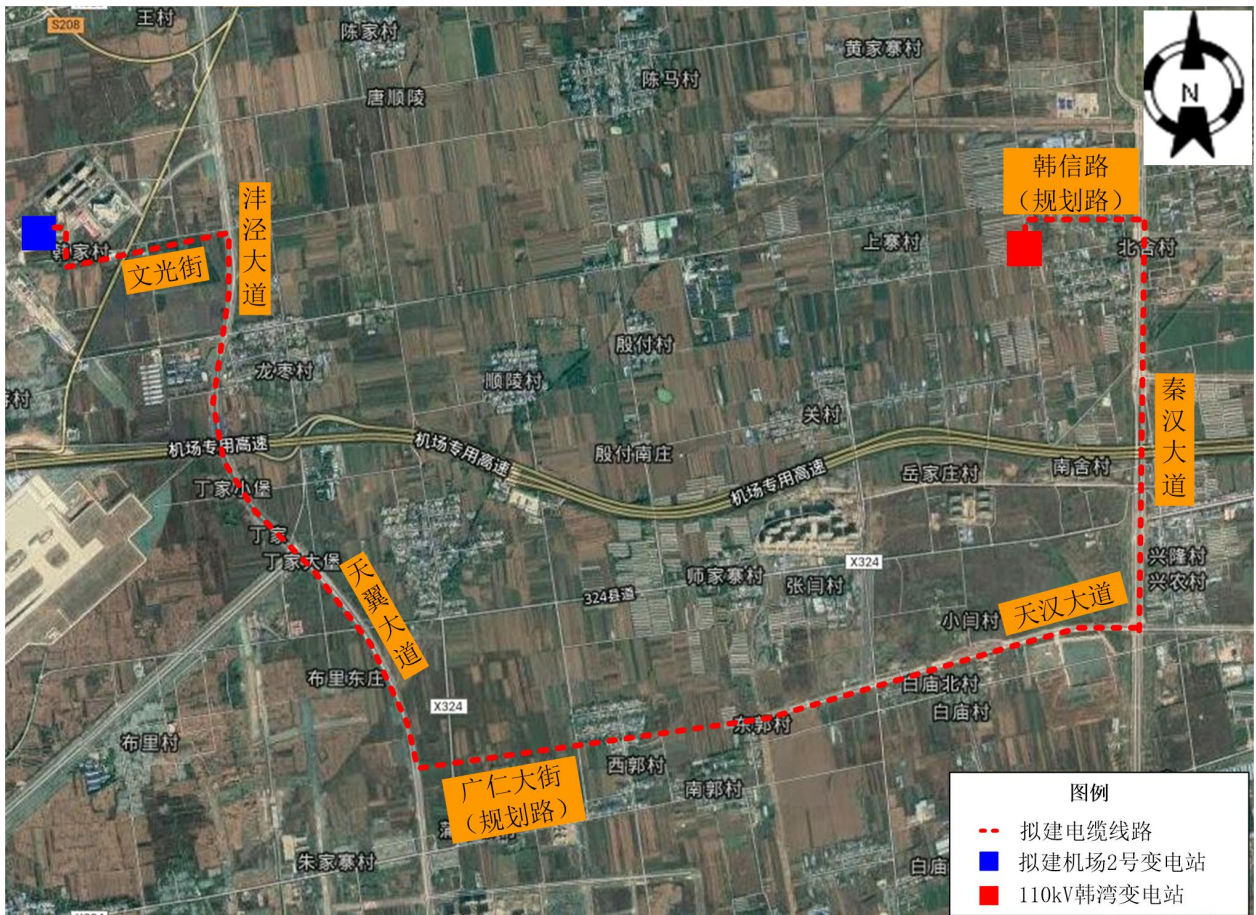 S208
王村
陈家村
黄家寨村
陈马村
唐顺陵
N
韩信路
（规划路）
沣泾大道
韩家村
文光街
上寨村
北舍村
殷付村
龙枣村
顺陵村
秦汉大道
关村
机场专用高速
机场专用高速
殷付南庄
机场专用高速
岳家庄村
南舍村
丁家小堡
丁家
丁家大堡
X324
兴隆村
兴农村
师家寨村
张闫村
324县道
天翼大道
小闫村
天汉大道
布里东庄
白庙北村
白庙村
X324
东郭村
布里村
西郭村
南郭村
广仁大街
（规划路）
朱家寨村
白庙
图例
拟建电缆线路
拟建机场2号变电站
110kV韩湾变电站